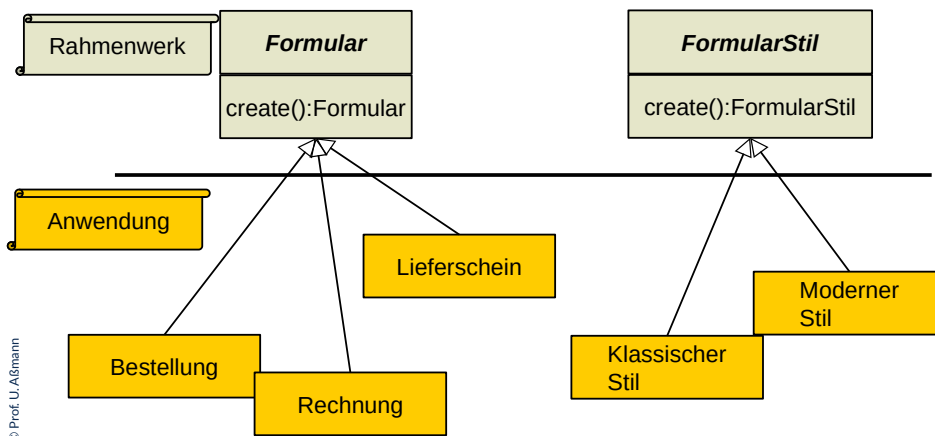 Rahmenwerk
Formular
create():Formular
FormularStil
create():FormularStil
Anwendung
Lieferschein
Bestellung
Rechnung
Klassischer
Stil
Moderner
Stil
© Prof. U. Aßmann